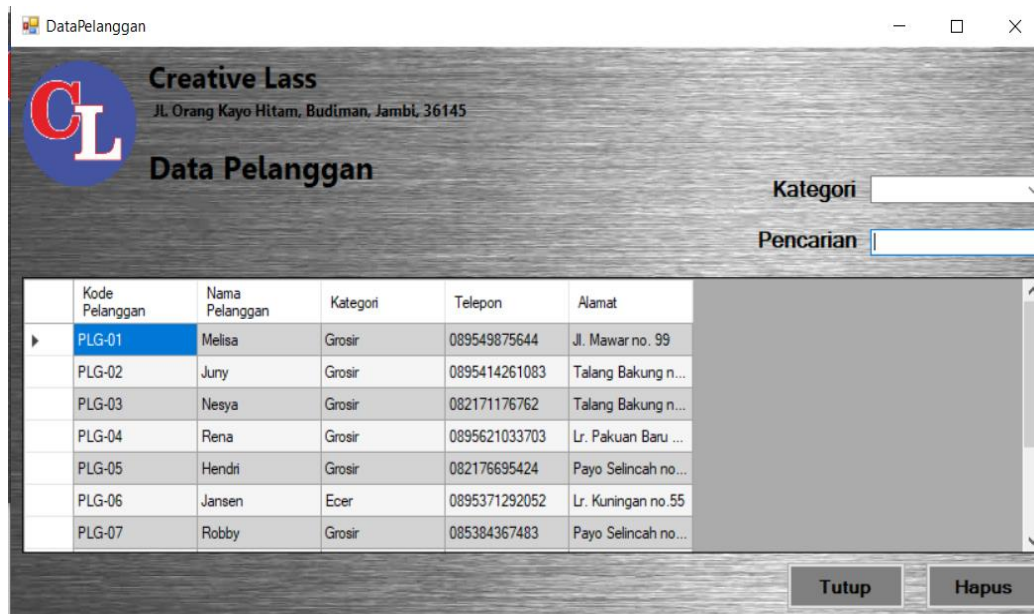 DataPelanggan
CL
Creative Lass
JL. Orang Kayo Hitam, Budiman, Jambi, 36145
Data Pelanggan
Kategori
Pencarian
Kode Pelanggan Nama Pelanggan Kategori Telepon Alamat
PLG-01 Melisa Grosir 089549875644 Jl. Mawar no. 99
PLG-02 Juny Grosir 0895414261083 Talang Bakung n...
PLG-03 Nesya Grosir 082171176762 Talang Bakung n...
PLG-04 Rena Grosir 0895621033703 Lr. Pakuan Baru ...
PLG-05 Hendri Grosir 082176695424 Payo Selincah no...
PLG-06 Jansen Ecer 0895371292052 Lr. Kuningan no.55
PLG-07 Robby Grosir 085384367483 Payo Selincah no...
Tutup Hapus